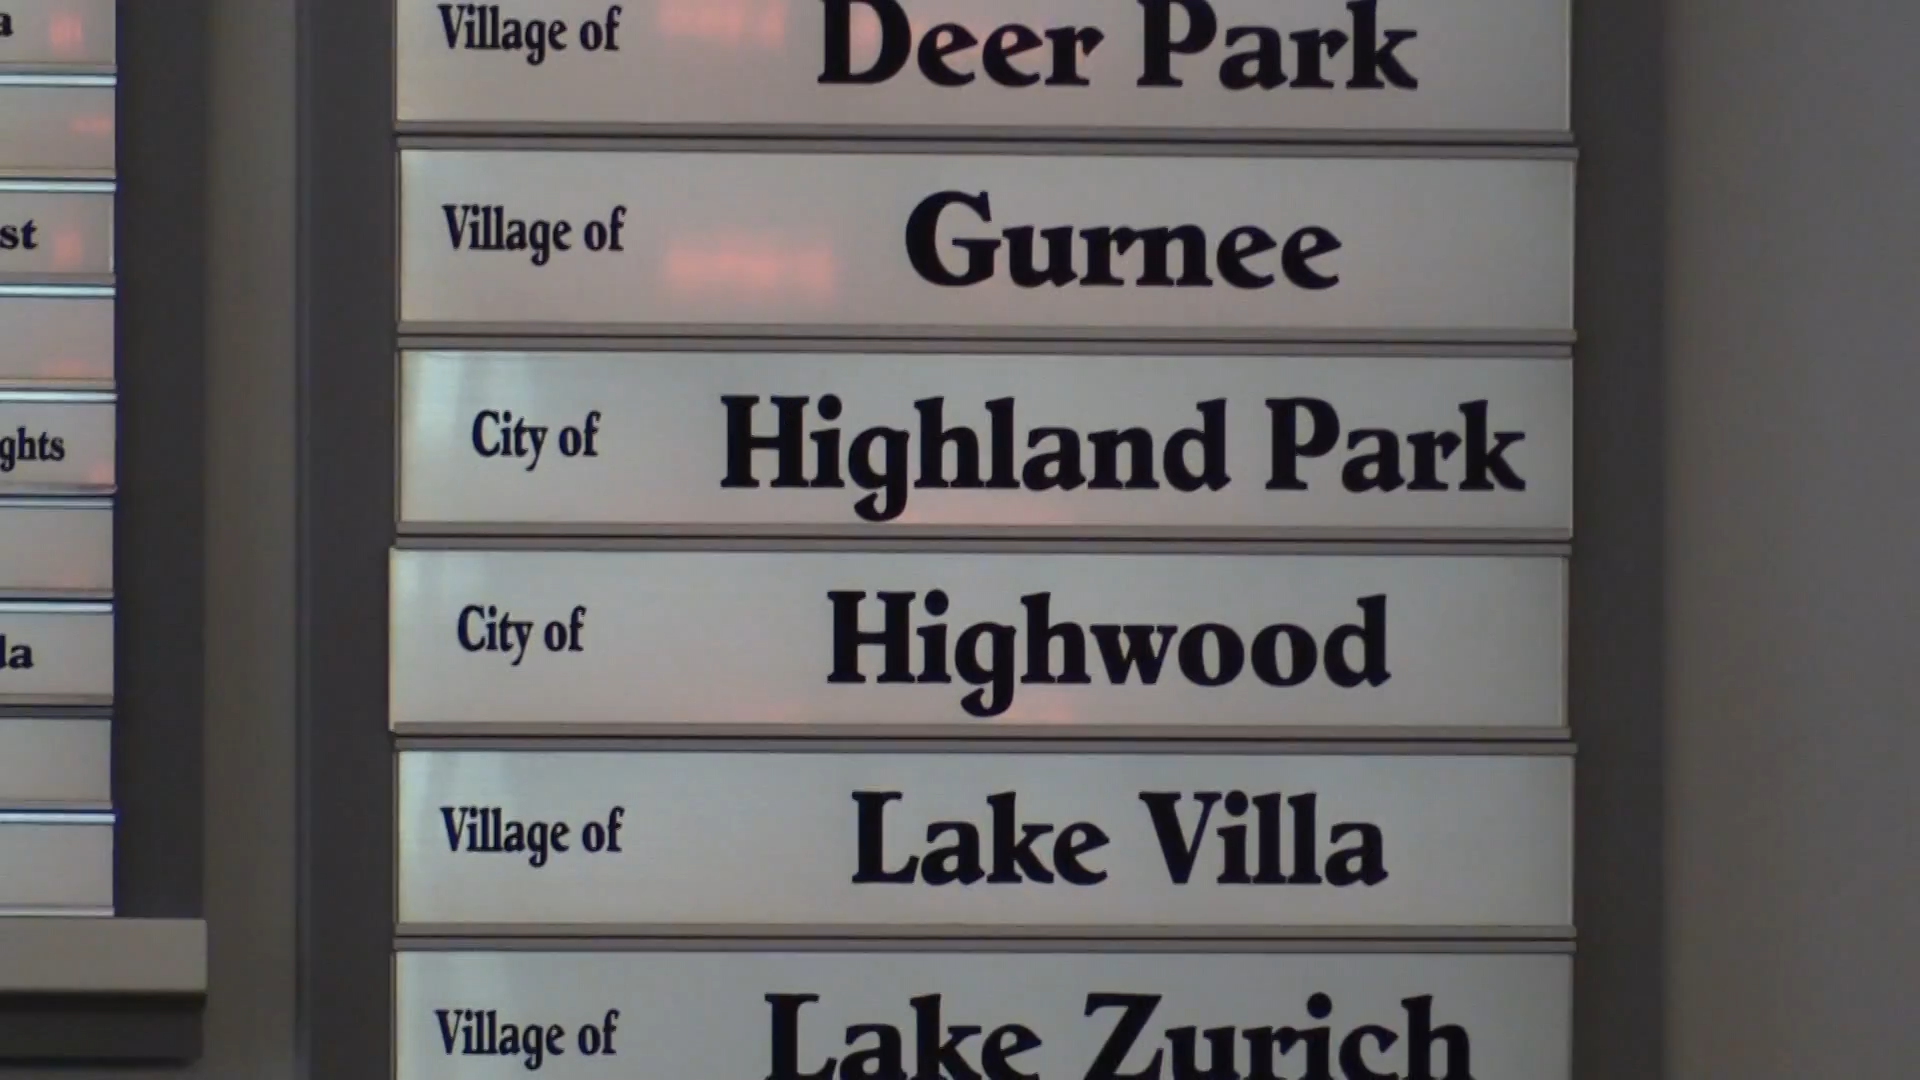 Village of Deer Park
Village of Gurnee
City of Highland Park
City of Highwood
Village of Lake Villa
Village of Lake Zurich